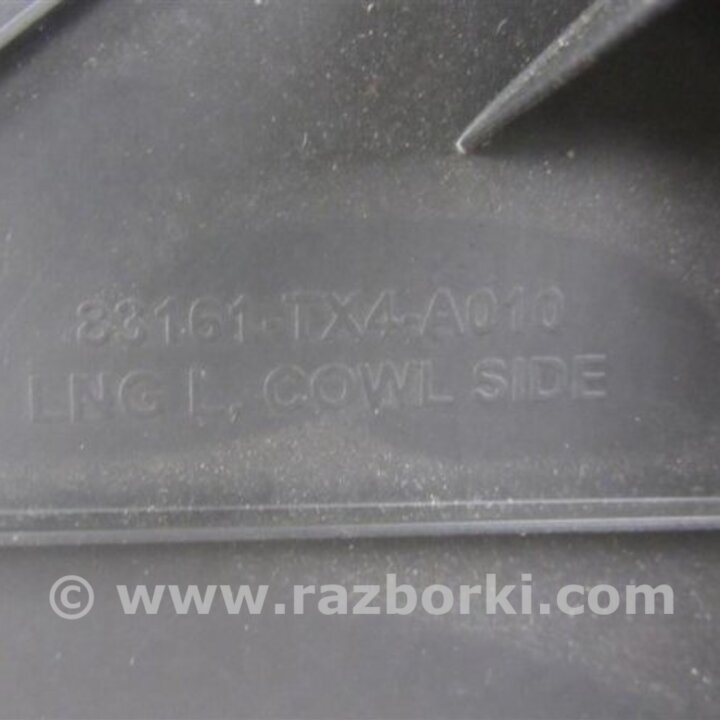 83161-TX4-A010
LNG L, COWL SIDE
© www.razborki.com